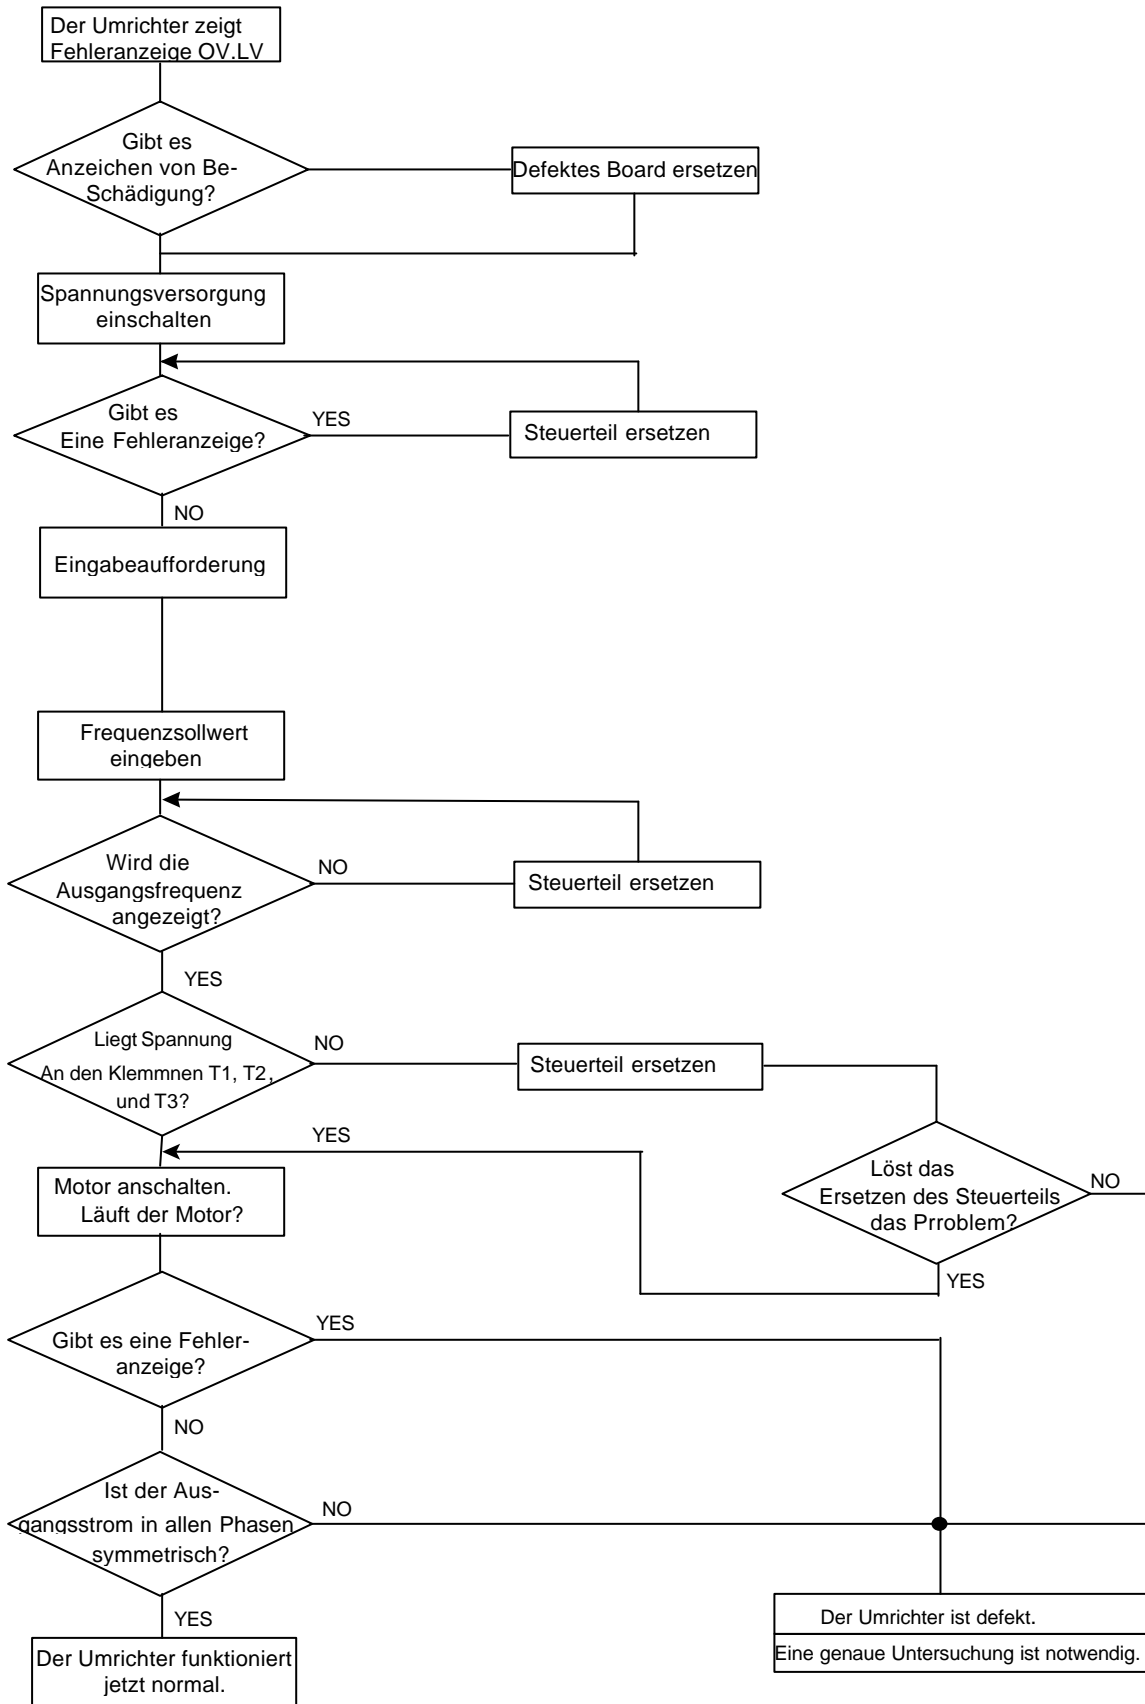 Der Umrichter zeigt
Fehleranzeige OV.LV
Gibt es
Anzeichen von Be-
Schädigung?
Defektes Board ersetzen
Spannungsversorgung
einschalten
Gibt es
Eine Fehleranzeige?
YES
Steuerteil ersetzen
NO
Eingabeaufforderung
Frequenzsollwert
eingeben
Wird die
Ausgangsfrequenz
angezeigt?
NO
Steuerteil ersetzen
YES
Liegt Spannung
An den Klemmnen T1, T2,
und T3?
NO
Steuerteil ersetzen
YES
Löst das
Ersetzen des Steuerteils
das Prroblem?
NO
YES
Motor anschalten.
Läuft der Motor?
Gibt es eine Fehler-
anzeige?
YES
NO
Ist der Aus-
gangsstrom in allen Phasen
symmetrisch?
NO
YES
Der Umrichter ist defekt.
Eine genaue Untersuchung ist notwendig.
Der Umrichter funktioniert
jetzt normal.